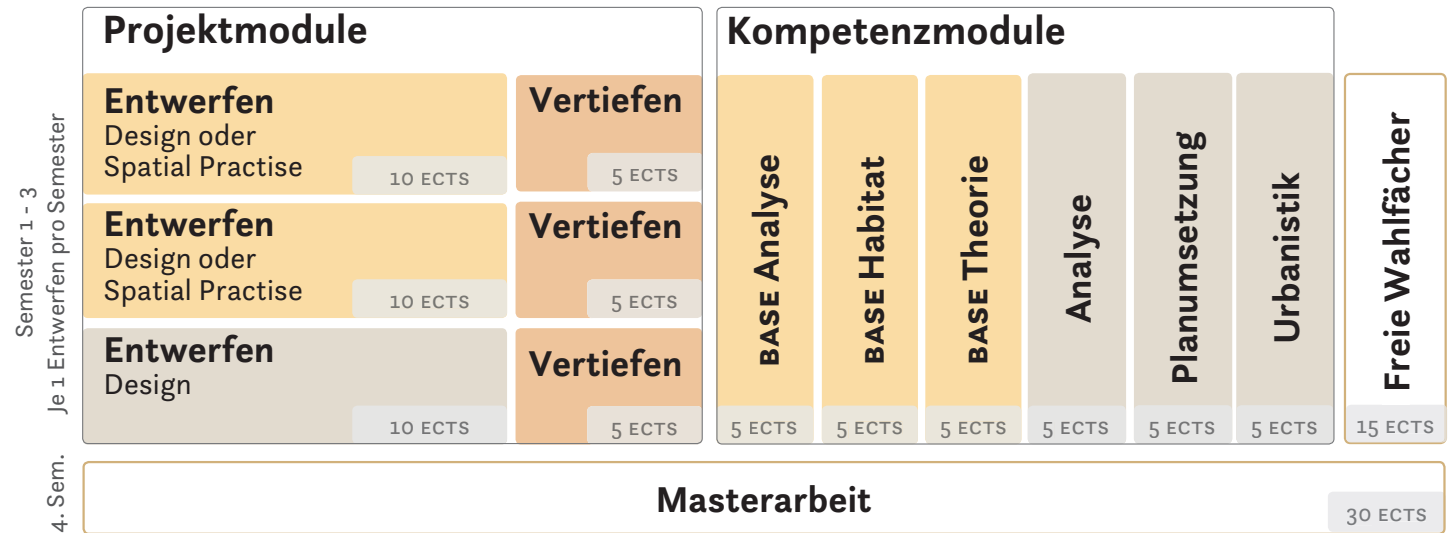 Projektmodule
Kompetenzmodule
Semester 1 - 3
Je 1 Entwerfen pro Semester
Entwerfen
Design oder
Spatial Practise
10 ECTS
Vertiefen
5 ECTS
Entwerfen
Design oder
Spatial Practise
10 ECTS
Vertiefen
5 ECTS
Entwerfen
Design
10 ECTS
Vertiefen
5 ECTS
BASE Analyse
5 ECTS
BASE Habitat
5 ECTS
BASE Theorie
5 ECTS
Analyse
5 ECTS
Planumsetzung
5 ECTS
Urbanistik
5 ECTS
Freie Wahlfächer
15 ECTS
4. Sem.
Masterarbeit
30 ECTS